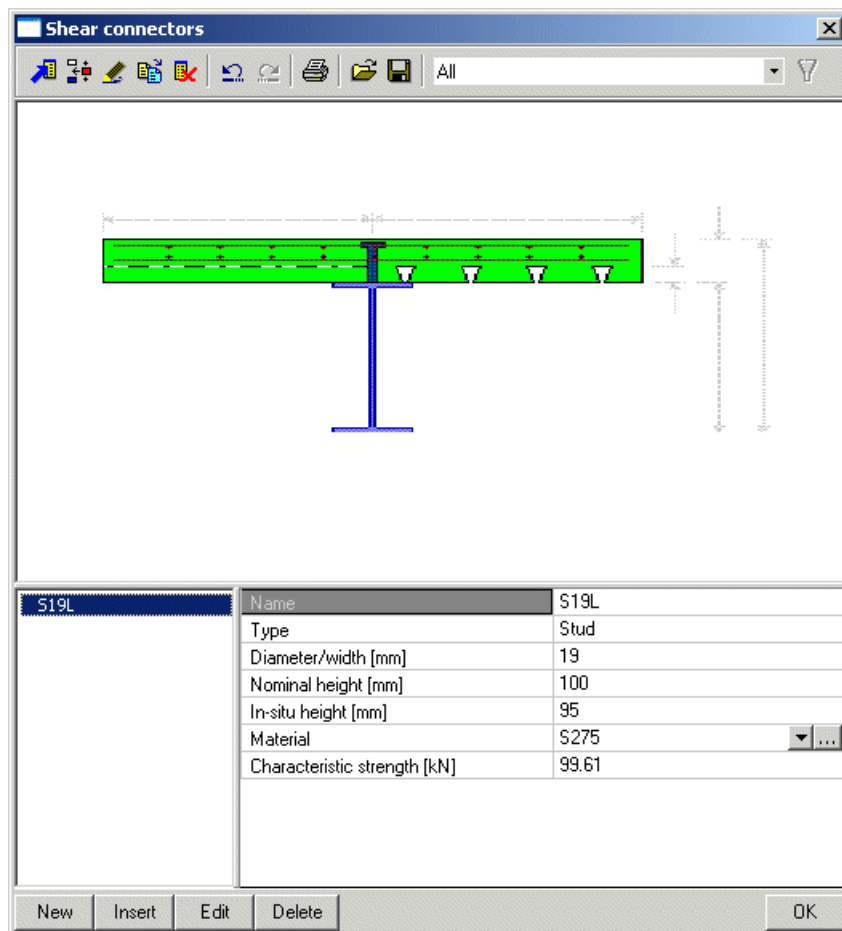 Shear connectors
All
S19L
Name S19L
Type Stud
Diameter/width [mm] 19
Nominal height [mm] 100
In-situ height [mm] 95
Material S275 ...
Characteristic strength [kN] 99.61
New Insert Edit Delete OK